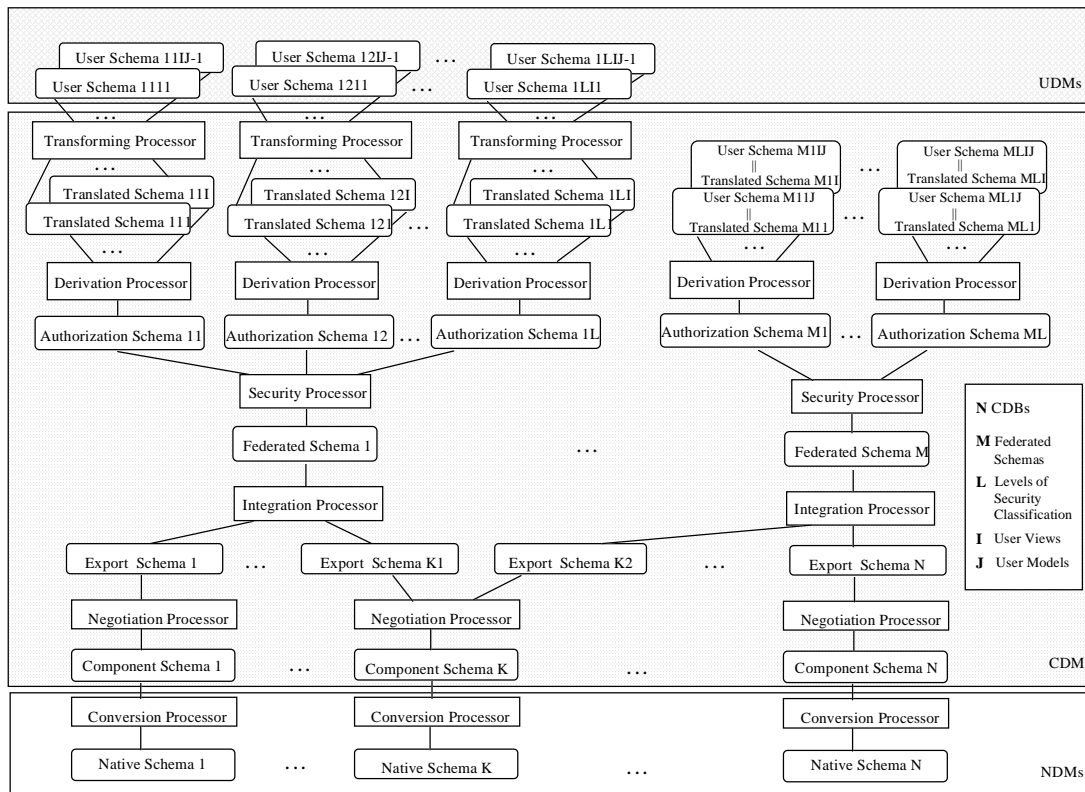 User Schema 11IJ-1
User Schema 12IJ-1
...
User Schema 1LIJ-1
User Schema 1111
User Schema 1211
...
User Schema 1LI1
UDMs
...
...
...
Transforming Processor
Transforming Processor
Transforming Processor
...
...
...
User Schema M1IJ
||
Translated Schema M1I
...
User Schema MLIJ
||
Translated Schema MLI
Translated Schema 11I
Translated Schema 12I
Translated Schema 1LI
User Schema M11J
||
Translated Schema M11
...
User Schema ML1J
||
Translated Schema ML1
Translated Schema 111
Translated Schema 121
...
Translated Schema 1L1
...
...
...
...
...
Derivation Processor
Derivation Processor
Derivation Processor
Derivation Processor
Derivation Processor
Authorization Schema 11
Authorization Schema 12
...
Authorization Schema 1L
Authorization Schema M1
...
Authorization Schema ML
Security Processor
Security Processor
Federated Schema 1
...
Federated Schema M
Integration Processor
Integration Processor
Export Schema 1
...
Export Schema K1
Export Schema K2
...
Export Schema N
Negotiation Processor
Negotiation Processor
Negotiation Processor
Component Schema 1
...
Component Schema K
...
Component Schema N
CDM
N CDBs
M Federated
Schemas
L Levels of
Security
Classification
I User Views
J User Models
Conversion Processor
Conversion Processor
Conversion Processor
Native Schema 1
...
Native Schema K
...
Native Schema N
NDMs